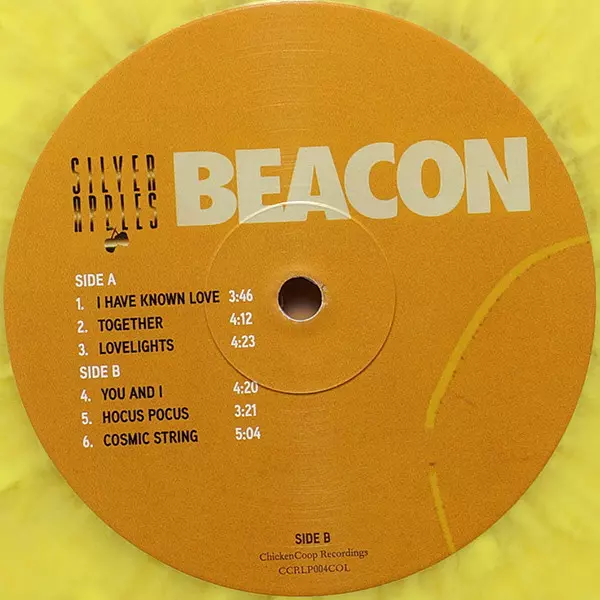 SILVER
APPLES
BEACON
SIDE A
1. I HAVE KNOWN LOVE 3:46
2. TOGETHER 4:12
3. LOVELIGHTS 4:23
SIDE B
4. YOU AND I 4:20
5. HOCUS POCUS 3:21
6. COSMIC STRING 5:04
SIDE B
ChickenCoop Recordings
CCRLP004COL